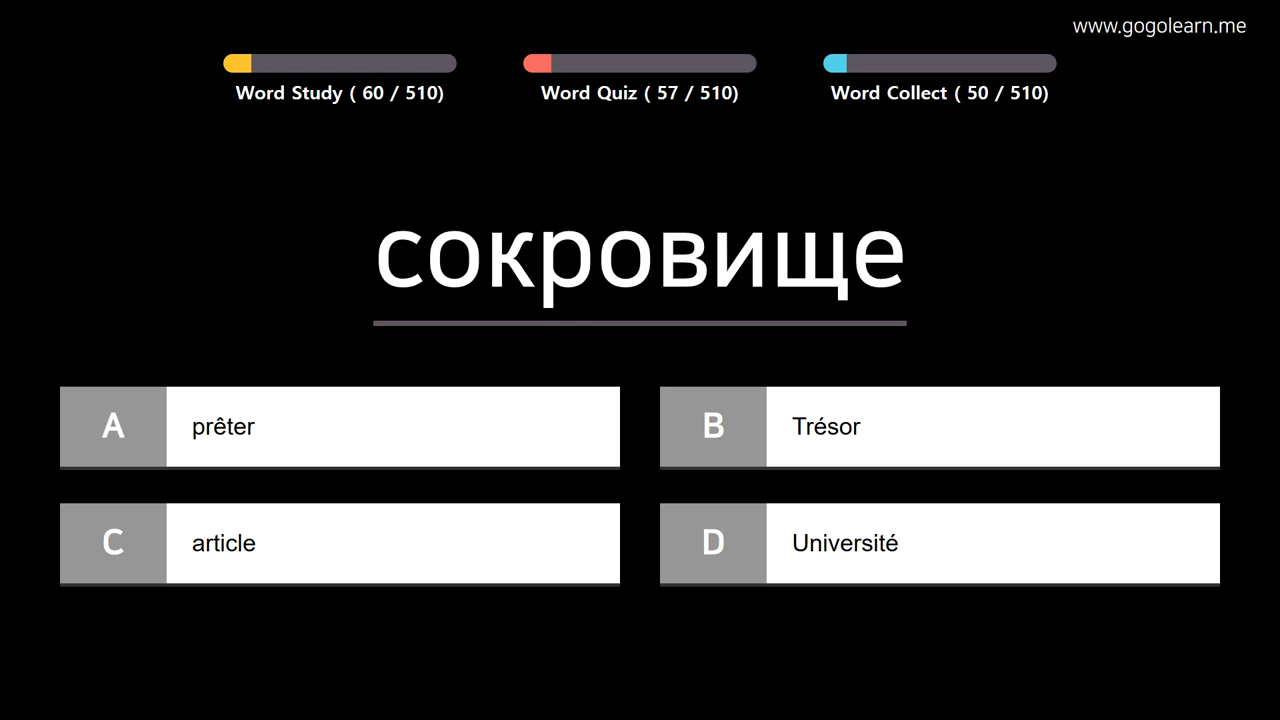 www.gogolearn.me
Word Study ( 60 / 510)
Word Quiz ( 57 / 510)
Word Collect ( 50 / 510)
сокровище
A prêter
B Trésor
C article
D Université